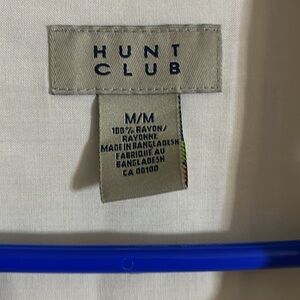 HUNT
CLUB
M/M
100% RAYON/
RAYONNE
MADE IN BANGLADESH
FABRIQUÉ AU
BANGLADESH
CA 00100